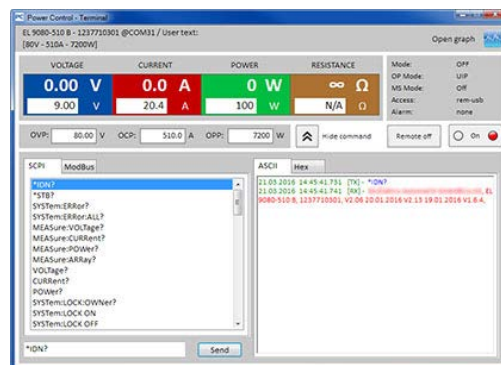 Power Control - Terminal
EL 9080-510 B - 1237710301 @COM31 / User text:
[80V - 510A - 7200W]
Open graph
VOLTAGE CURRENT POWER RESISTANCE
0.00 V 0.0 A 0 W ∞ Ω
9.00 V 20.4 A 100 W N/A Ω
Mode: OFF
OP Mode: UIP
MS Mode: Off
Access: rem-usb
Alarm: none
OVP: 80.00 V OCP: 510.0 A OPP: 7200 W Hide command Remote off On
SCPI ModBus
*IDN?
*STB?
SYSTem:ERRor?
SYSTem:ERRor:ALL?
MEASure:VOLTage?
MEASure:CURRent?
MEASure:POWer?
MEASure:ARRay?
VOLTage?
CURRent?
POWer?
SYSTem:LOCK:OWNer?
SYSTem:LOCK ON
SYSTem:LOCK OFF
*IDN? Send
ASCII Hex
21.03.2016 14:45:41.731 [TX] - *IDN?
21.03.2016 14:45:41.741 [RX] - , EL
9080-510 B, 1237710301, V2.08 20.01.2016 V2.13 19.01.2016 V1.6.4,